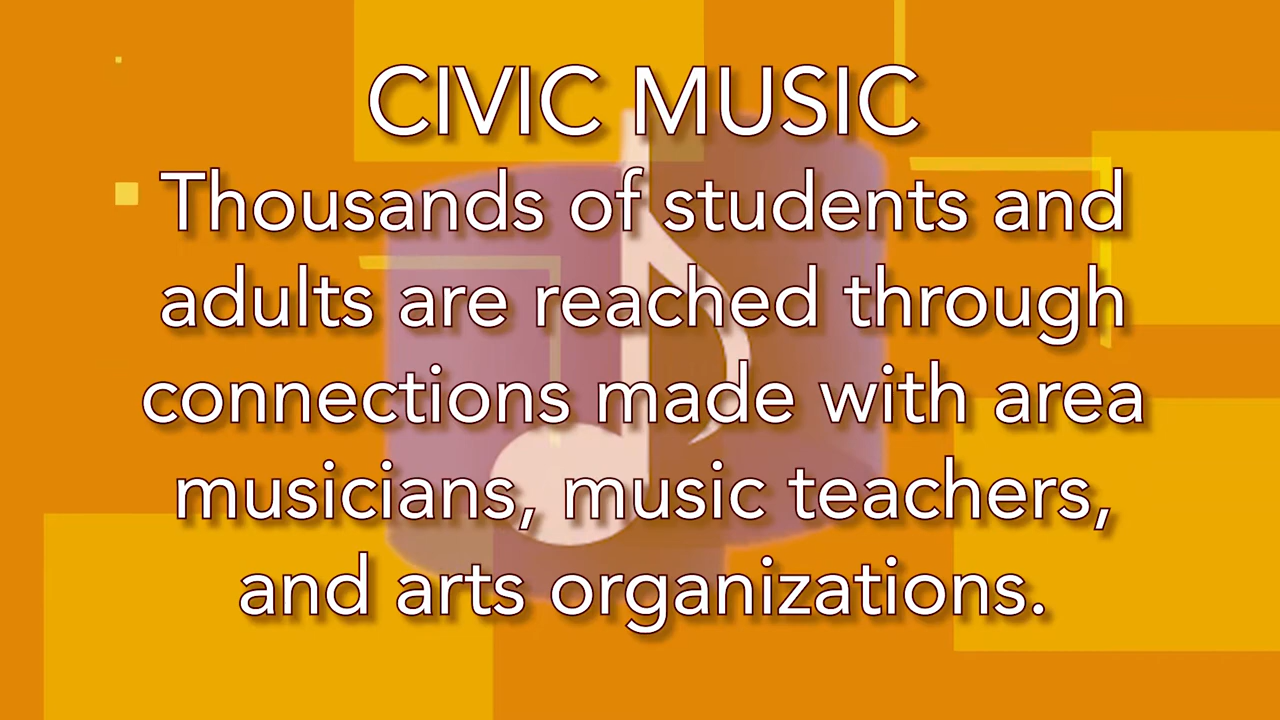 CIVIC MUSIC
Thousands of students and
adults are reached through
connections made with area
musicians, music teachers,
and arts organizations.